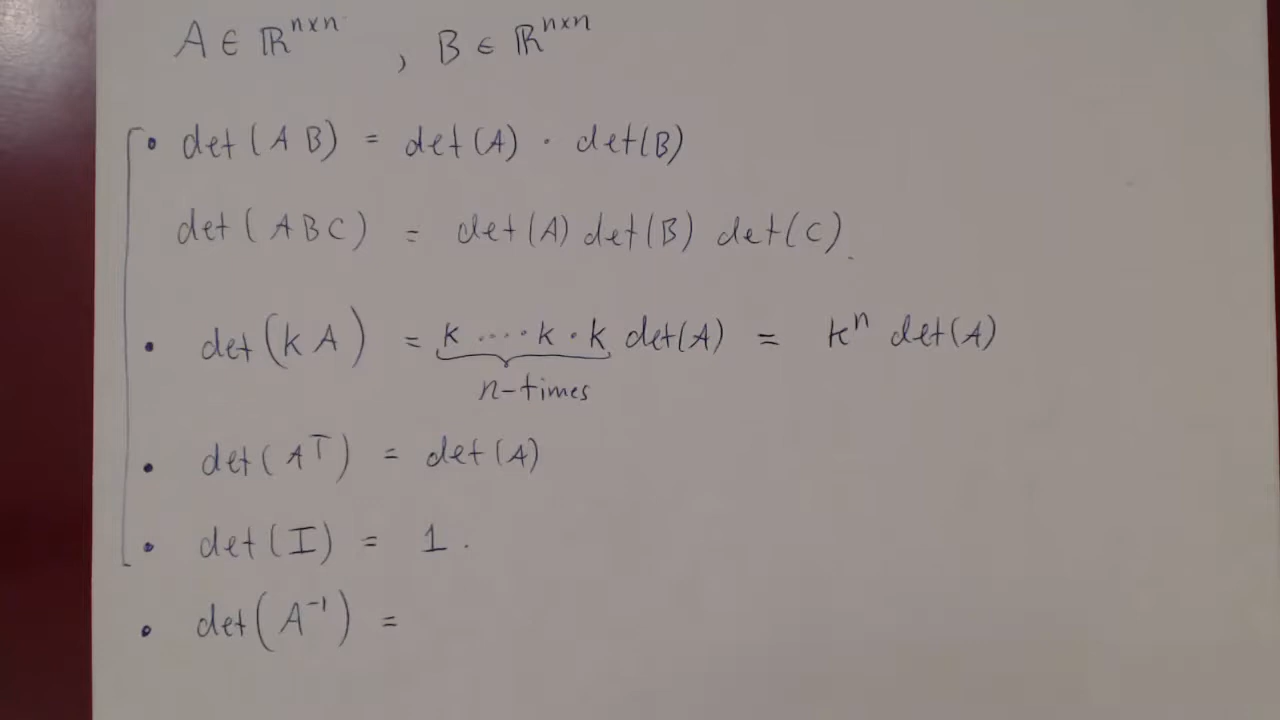 A ∈ ℝⁿˣⁿ , B ∈ ℝⁿˣⁿ
• det(AB) = det(A) · det(B)
det(ABC) = det(A) det(B) det(C).
• det(kA) = k ····· k · k det(A) = kⁿ det(A)
n-times
• det(Aᵀ) = det(A)
• det(I) = 1.
• det(A⁻¹) =